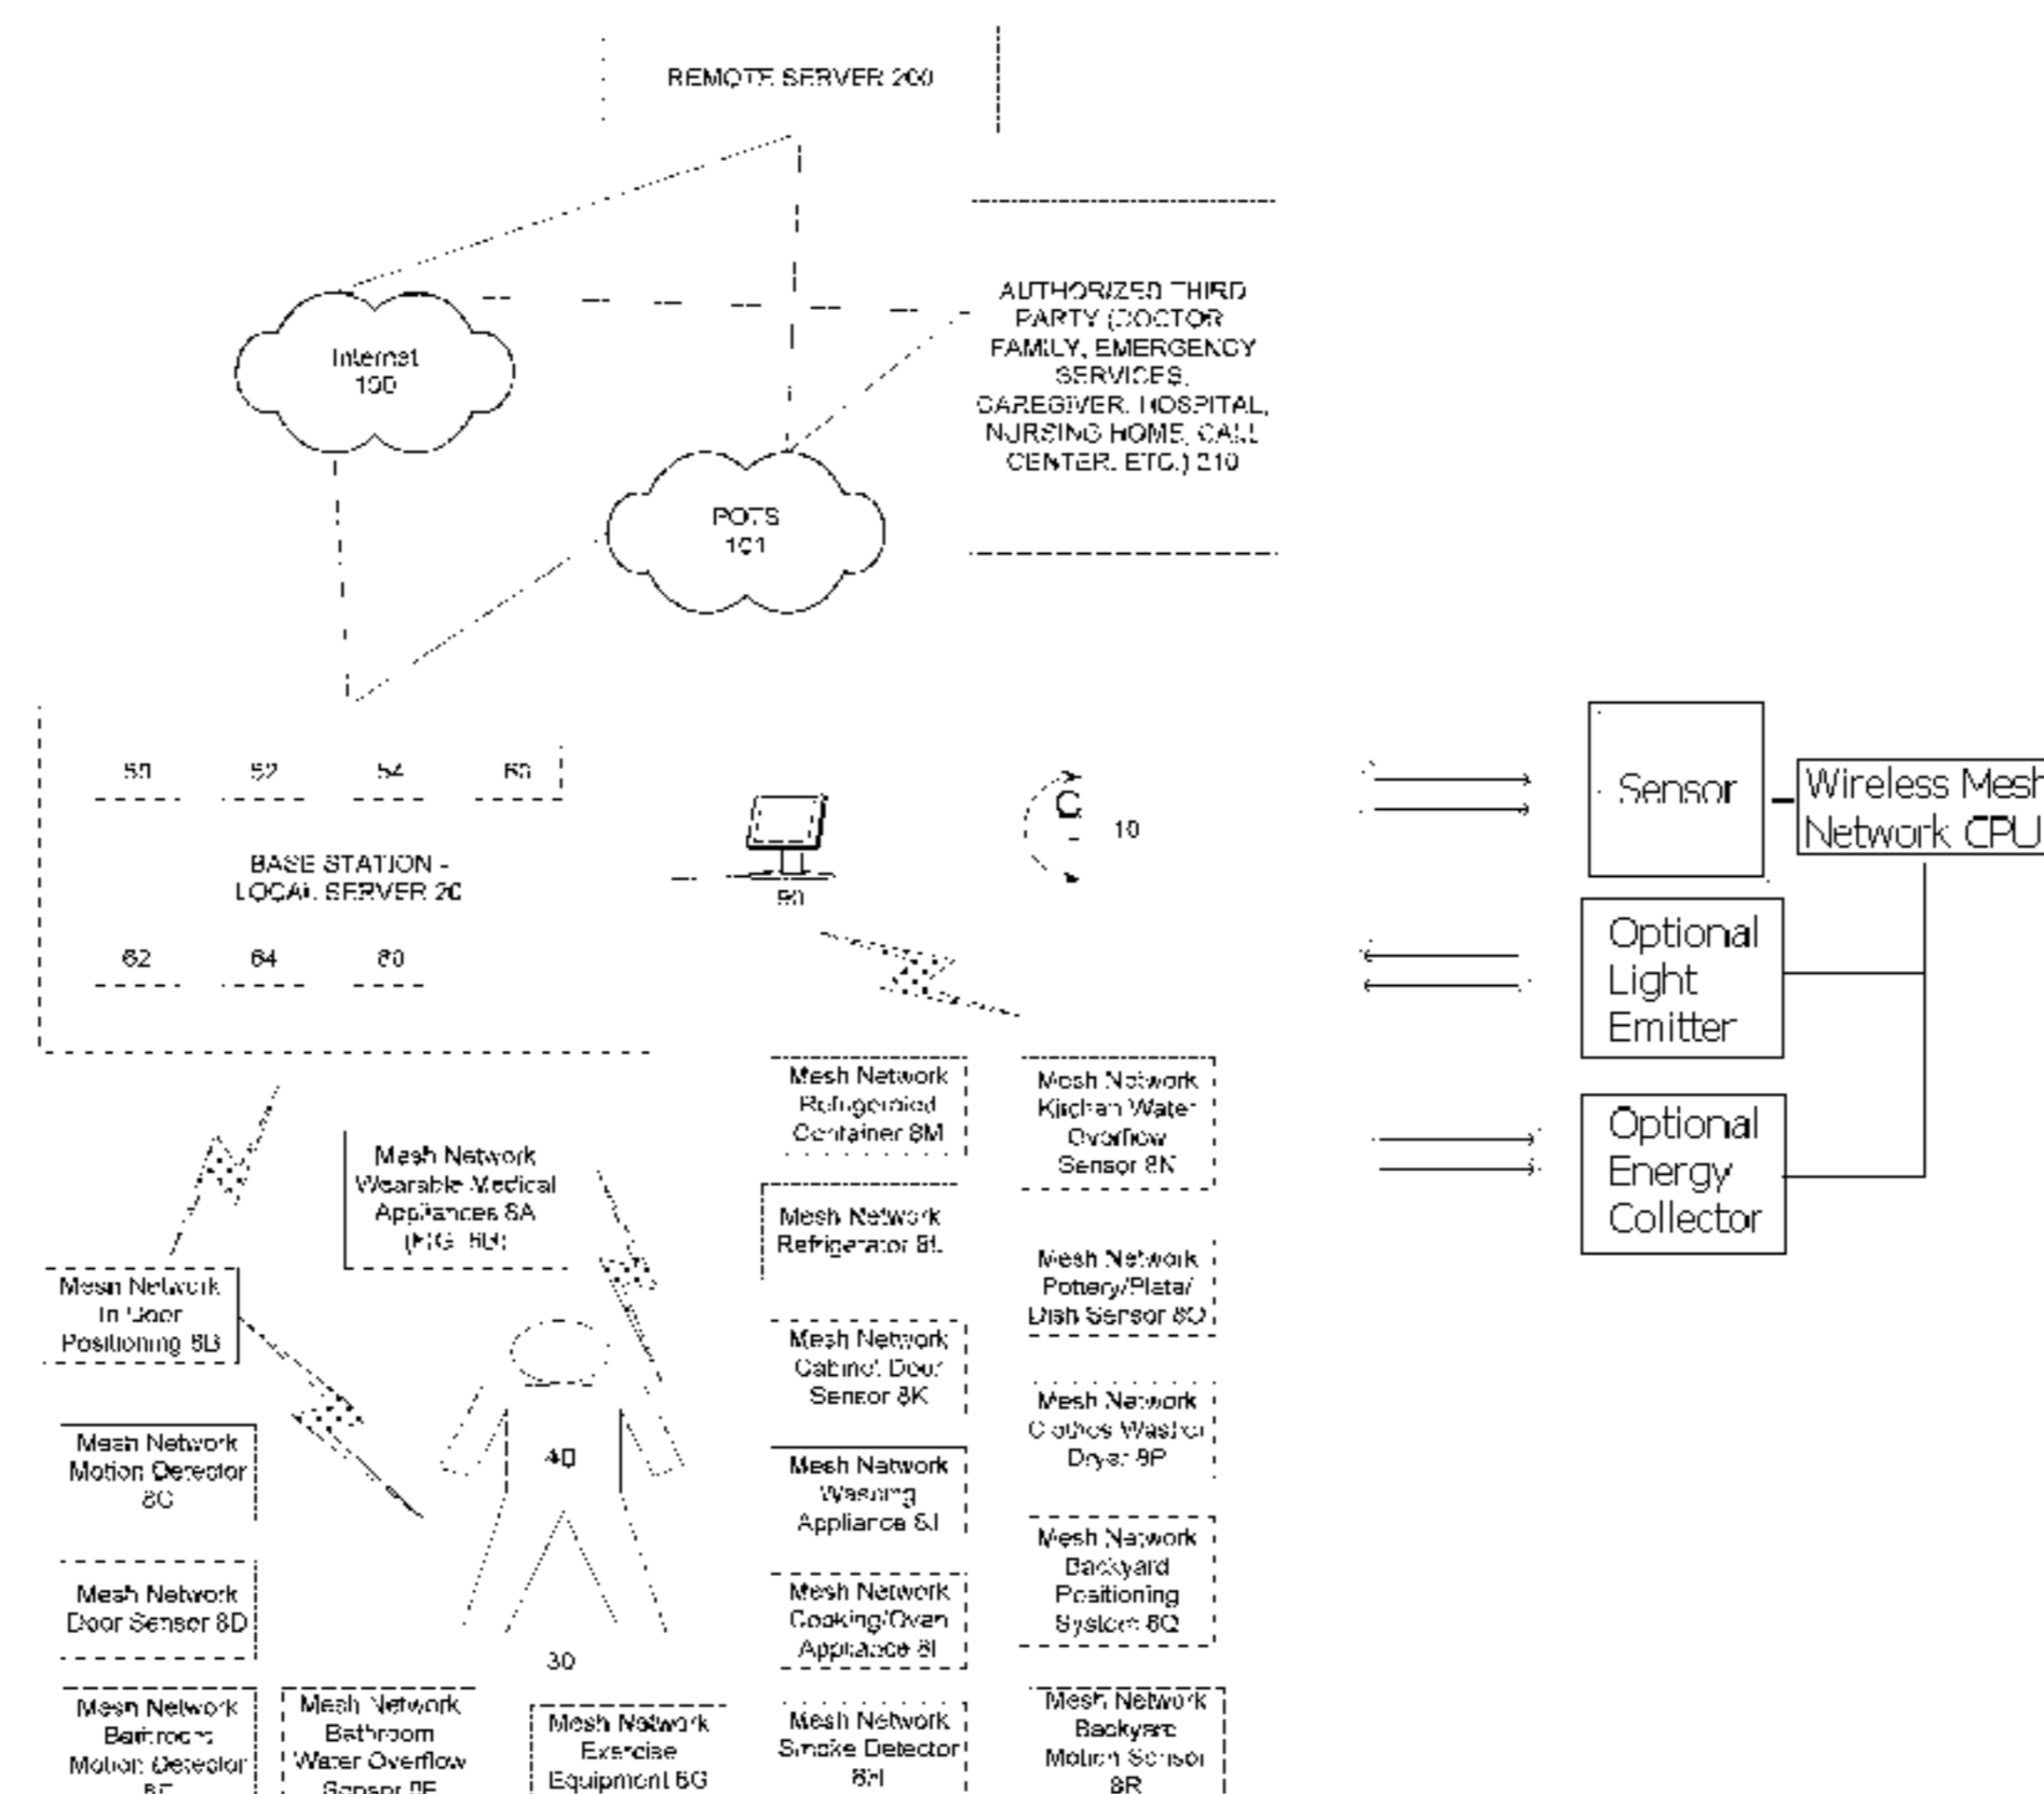 REMOTE SERVER 200
AUTHORIZED THIRD
PARTY (DOCTOR
FAMILY, EMERGENCY
SERVICES,
CAREGIVER, HOSPITAL,
NURSING HOME, CALL
CENTER, ETC.) 210
Internet
100
POTS
101
50 52 54 60
BASE STATION -
LOCAL SERVER 20
62 64 80
90
10
Sensor
Wireless Mesh
Network CPU
Optional
Light
Emitter
Optional
Energy
Collector
Mesh Network
Wearable Medical
Appliances 8A
Mesh Network
Positioning 8B
Mesh Network
Motion Detector
8C
Mesh Network
Door Sensor 8D
Mesh Network
Bathroom
Motion Detector
Mesh Network
Bathroom
Water Overflow
Sensor
40
30
Mesh Network
Exercise
Equipment 8G
Mesh Network
Refrigerated
Container 8M
Mesh Network
Refrigerator 8L
Mesh Network
Cabinet Door
Sensor 8K
Mesh Network
Washing
Appliance 8J
Mesh Network
Cooking/Oven
Appliance 8I
Mesh Network
Smoke Detector
8H
Mesh Network
Kitchen Water
Overflow
Sensor 8N
Mesh Network
Pottery/Plate/
Dish Sensor 8O
Mesh Network
Clothes Washer
Dryer 8P
Mesh Network
Backyard
Positioning
System 8Q
Mesh Network
Backyard
Motion Sensor
8R